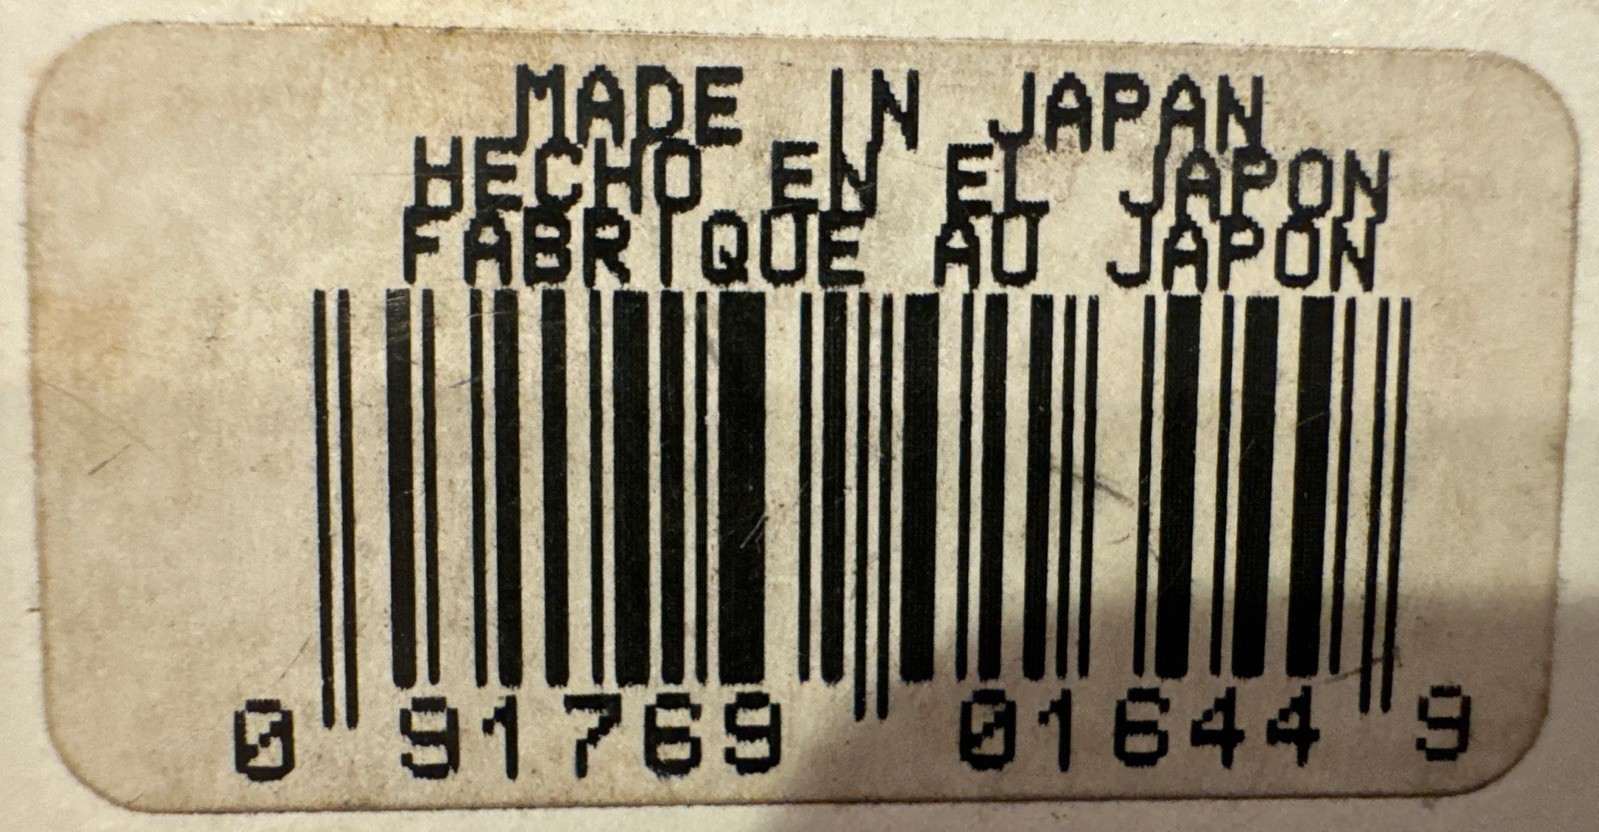 MADE IN JAPAN
HECHO EN EL JAPON
FABRIQUE AU JAPON
0 91769 01644 9